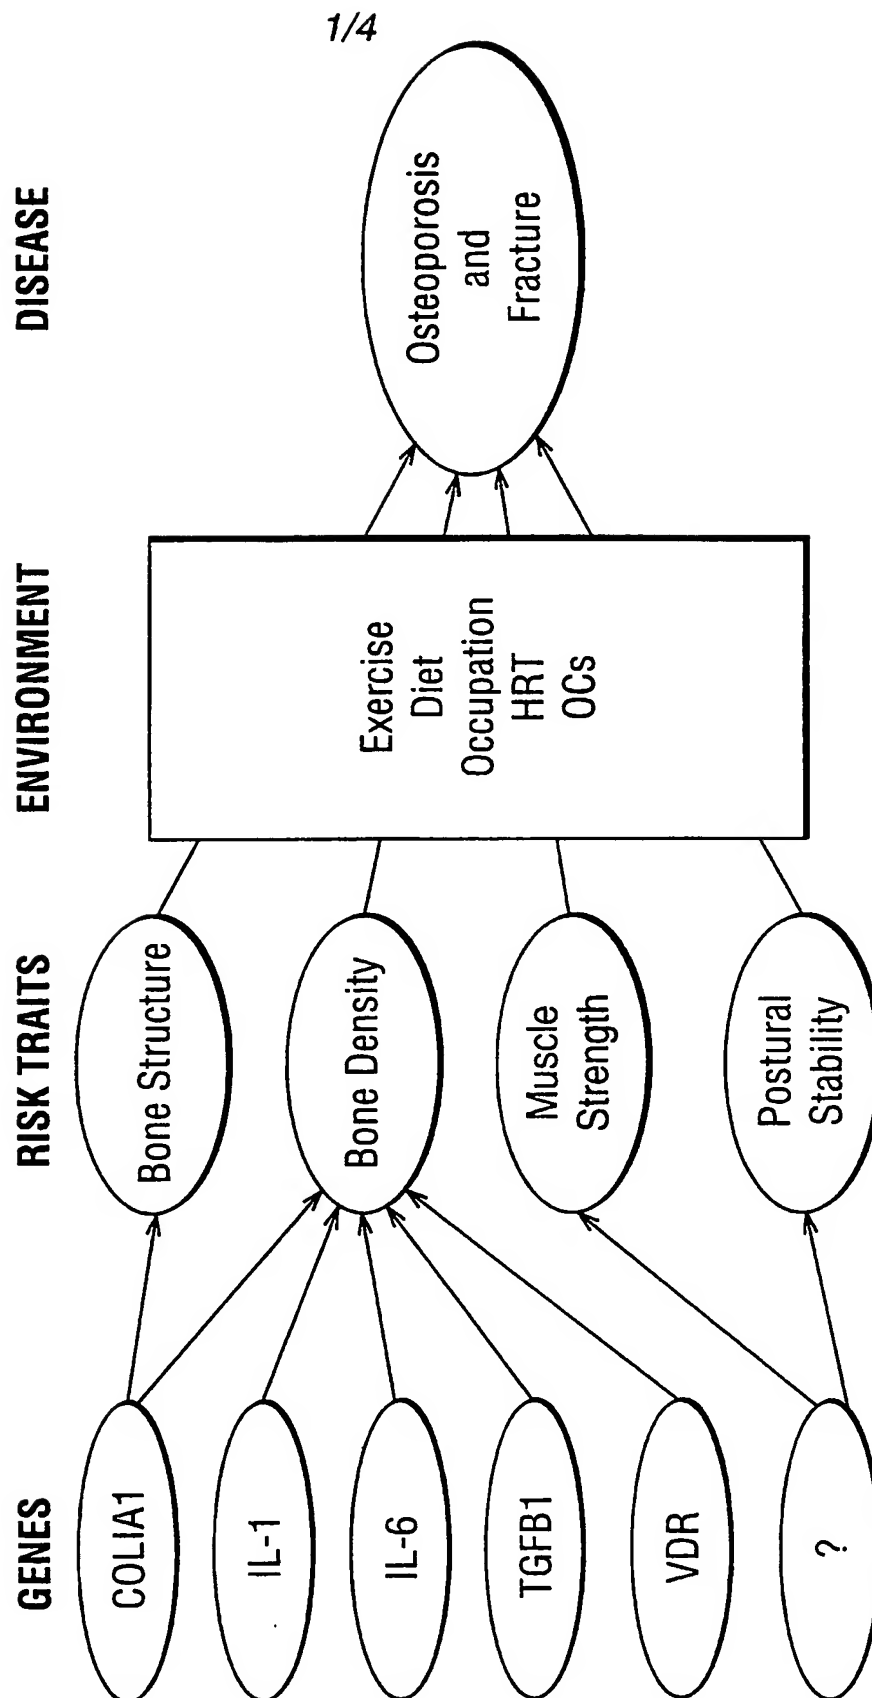 1/4
GENES
RISK TRAITS
ENVIRONMENT
DISEASE
COLIA1
IL-1
IL-6
TGFB1
VDR
?
Bone Structure
Bone Density
Muscle
Strength
Postural
Stability
Exercise
Diet
Occupation
HRT
OCs
Osteoporosis
and
Fracture